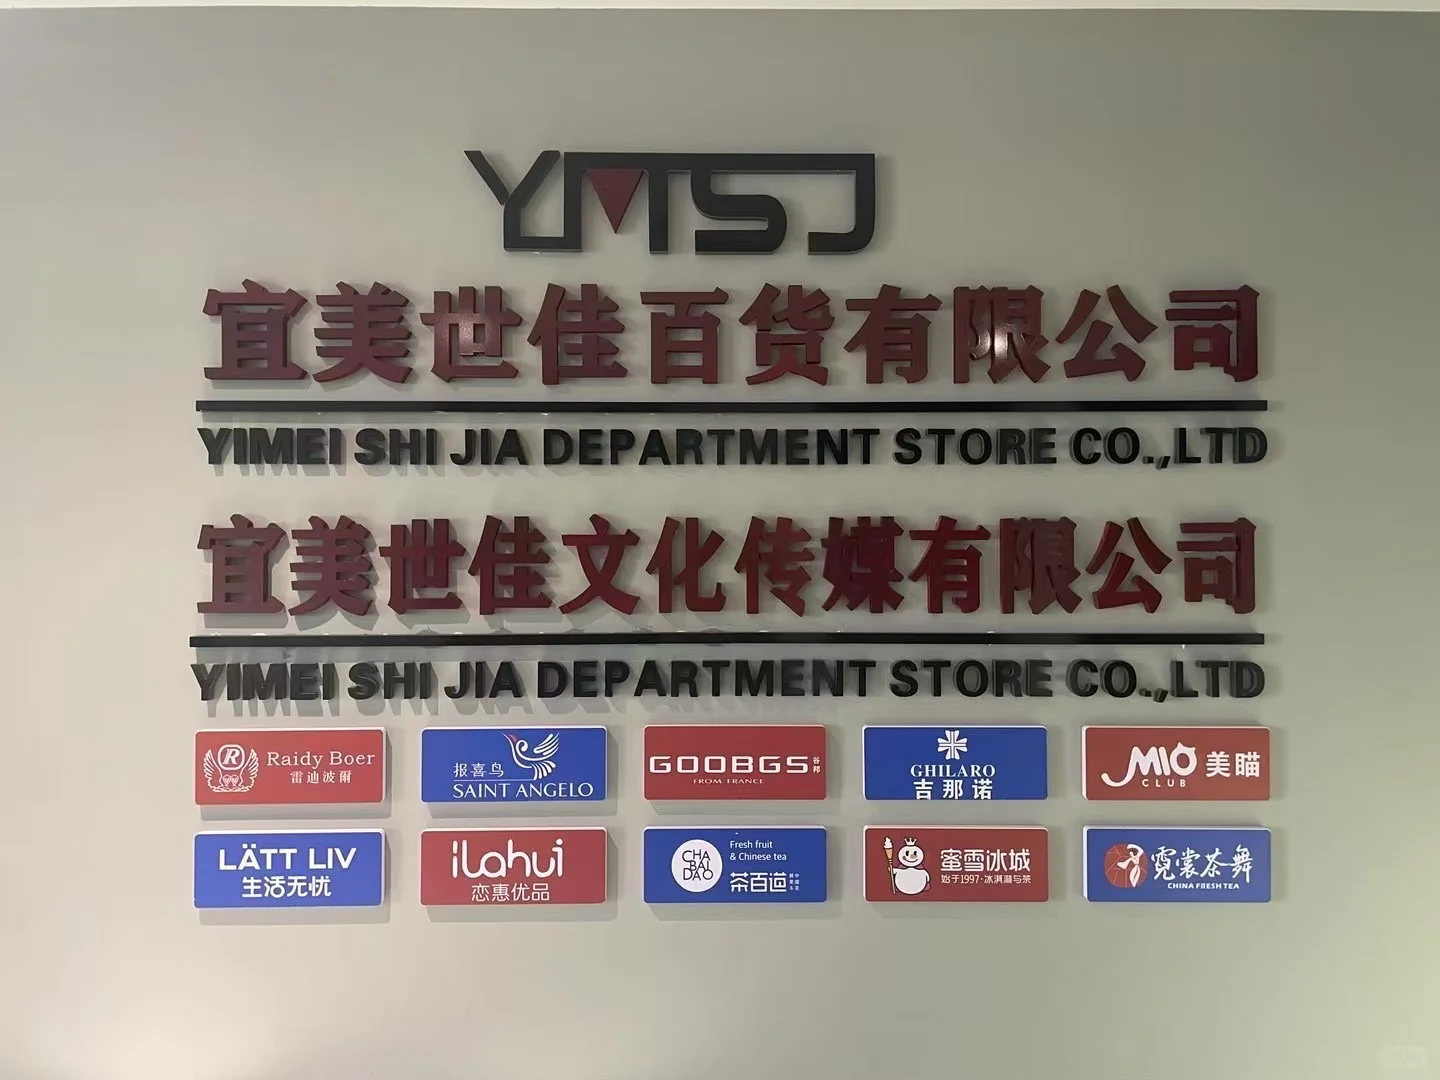 YMSJ
宜美世佳百货有限公司
YIMEI SHI JIA DEPARTMENT STORE CO.,LTD
宜美世佳文化传媒有限公司
YIMEI SHI JIA DEPARTMENT STORE CO.,LTD
R
Raidy Boer
雷迪波爾
报喜鸟
SAINT ANGELO
GOOBGS 谷邦
FROM FRANCE
GHILARO
吉那诺
MIO 美瞄
CLUB
LÄTT LIV
生活无忧
ilahui
恋惠优品
CHA
BAI
DAO
Fresh fruit
& Chinese tea
茶百道
蜜雪冰城
始于1997·冰淇淋与茶
霓裳茶舞
CHINA FRESH TEA